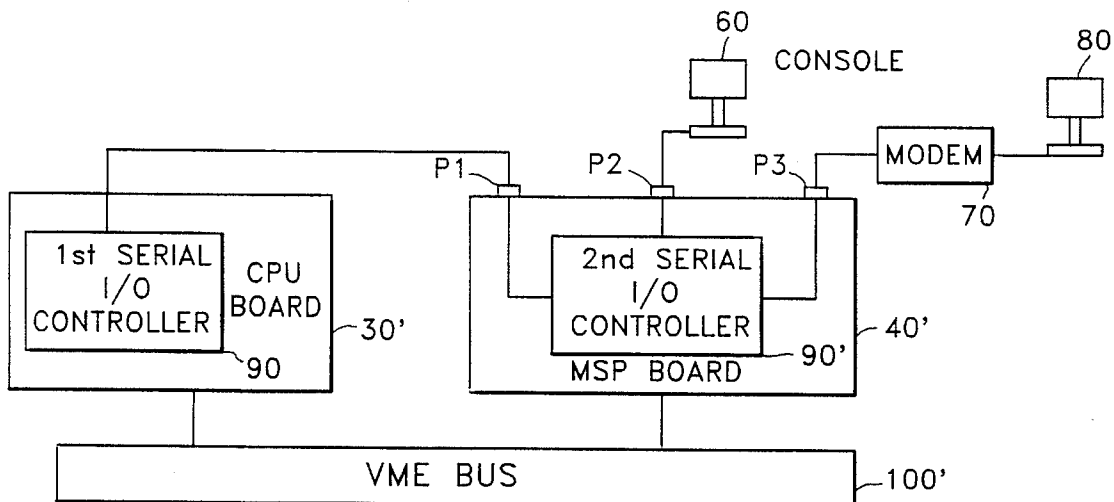 60
CONSOLE
80
P1
P2
P3
MODEM
70
1st SERIAL
I/O
CONTROLLER
CPU
BOARD
30'
90
2nd SERIAL
I/O
CONTROLLER
40'
90'
MSP BOARD
VME BUS
100'